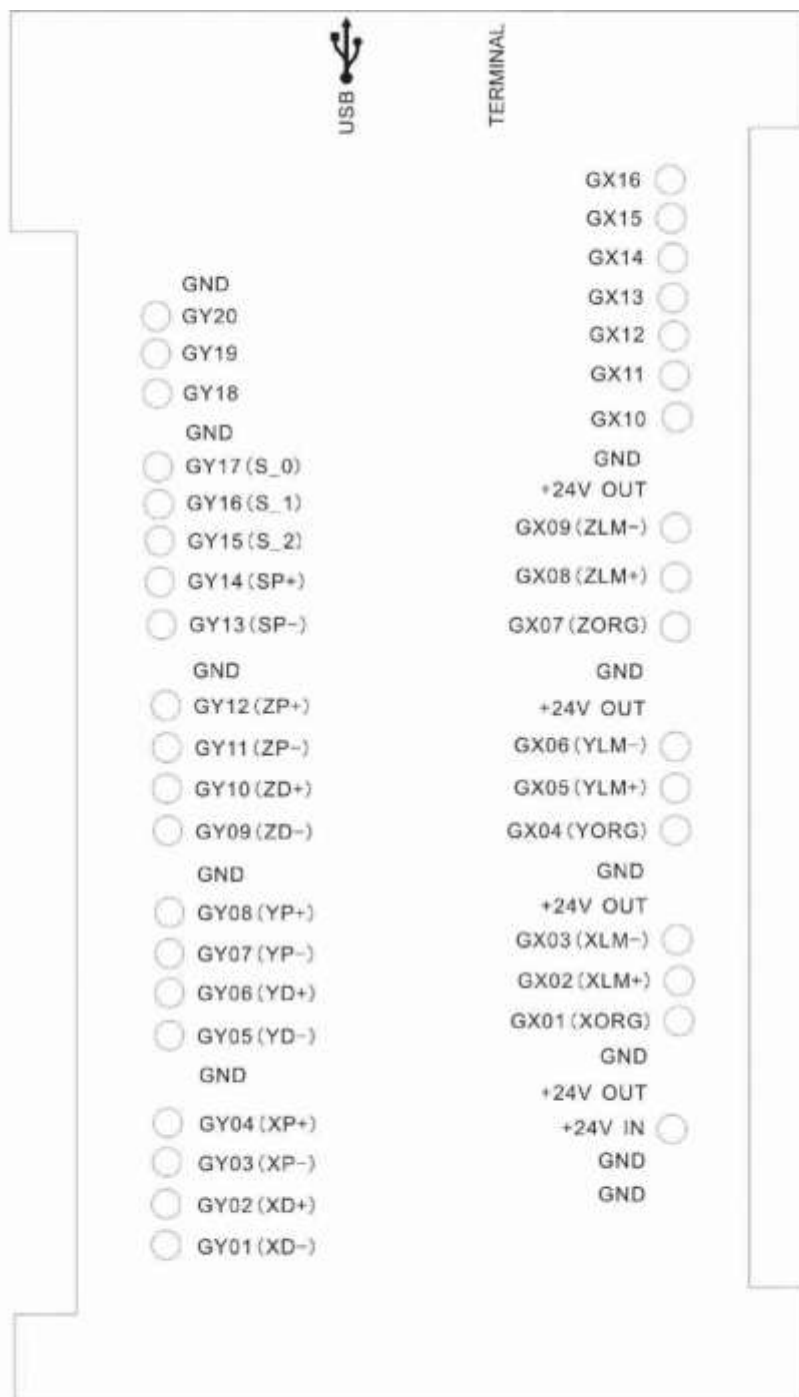 USB
TERMINAL
GND
GY20
GY19
GY18
GND
GY17(S_0)
GY16(S_1)
GY15(S_2)
GY14(SP+)
GY13(SP-)
GND
GY12(ZP+)
GY11(ZP-)
GY10(ZD+)
GY09(ZD-)
GND
GY08(YP+)
GY07(YP-)
GY06(YD+)
GY05(YD-)
GND
GY04(XP+)
GY03(XP-)
GY02(XD+)
GY01(XD-)
GX16
GX15
GX14
GX13
GX12
GX11
GX10
GND
+24V OUT
GX09(ZLM-)
GX08(ZLM+)
GX07(ZORG)
GND
+24V OUT
GX06(YLM-)
GX05(YLM+)
GX04(YORG)
GND
+24V OUT
GX03(XLM-)
GX02(XLM+)
GX01(XORG)
GND
+24V OUT
+24V IN
GND
GND